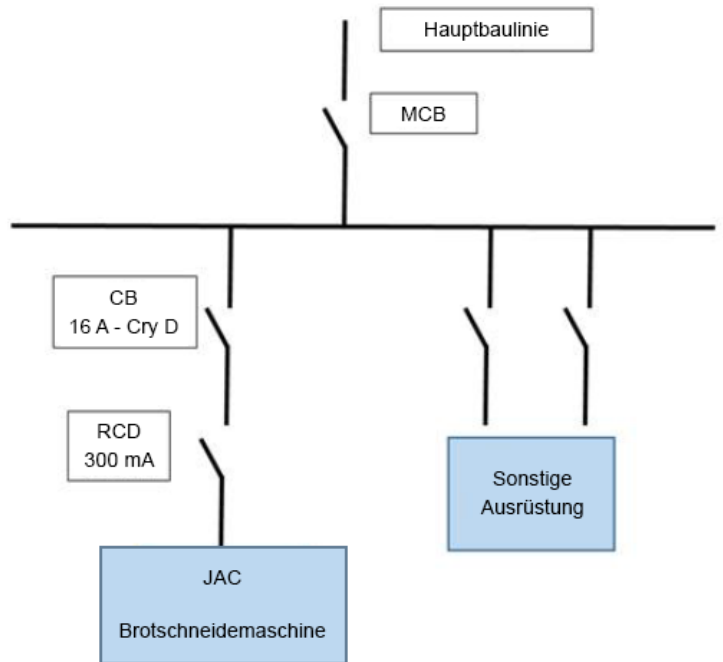 Hauptbaulinie
MCB
CB
16 A - Cry D
RCD
300 mA
Sonstige
Ausrüstung
JAC
Brotschneidemaschine